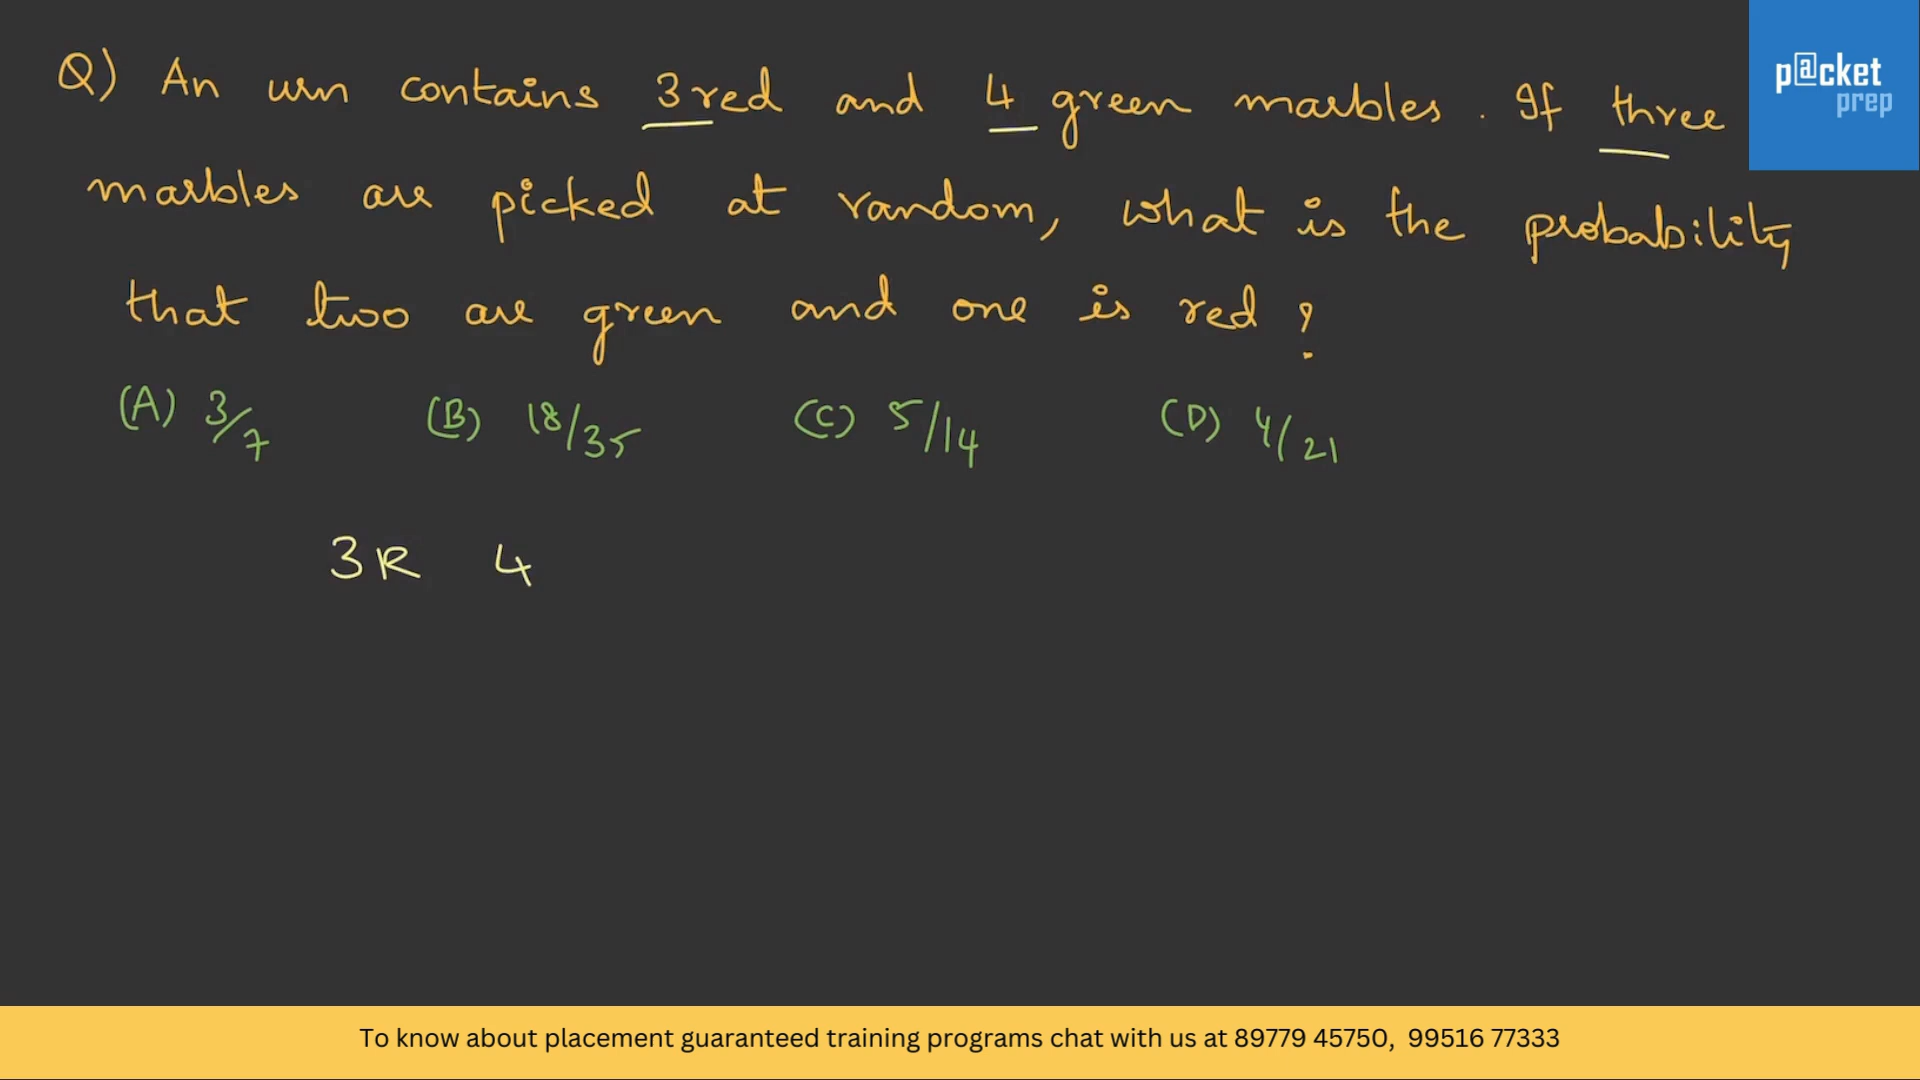 Q) An urn contains 3 red and 4 green marbles. If three
marbles are picked at random, what is the probability
that two are green and one is red ?
(A) 3/7 (B) 18/35 (C) 5/14 (D) 4/21
3R 4
p@cket
prep
To know about placement guaranteed training programs chat with us at 89779 45750, 99516 77333